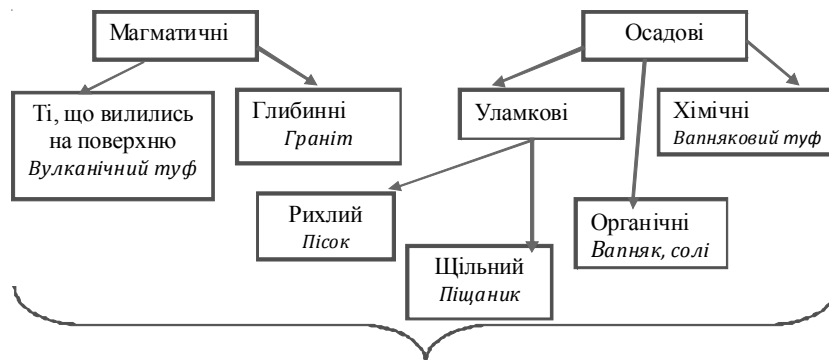 Магматичні
Осадові
Ті, що вилились
на поверхню
Вулканічний туф
Глибинні
Граніт
Уламкові
Хімічні
Вапняковий туф
Рихлий
Пісок
Органічні
Вапняк, солі
Щільний
Піщаник